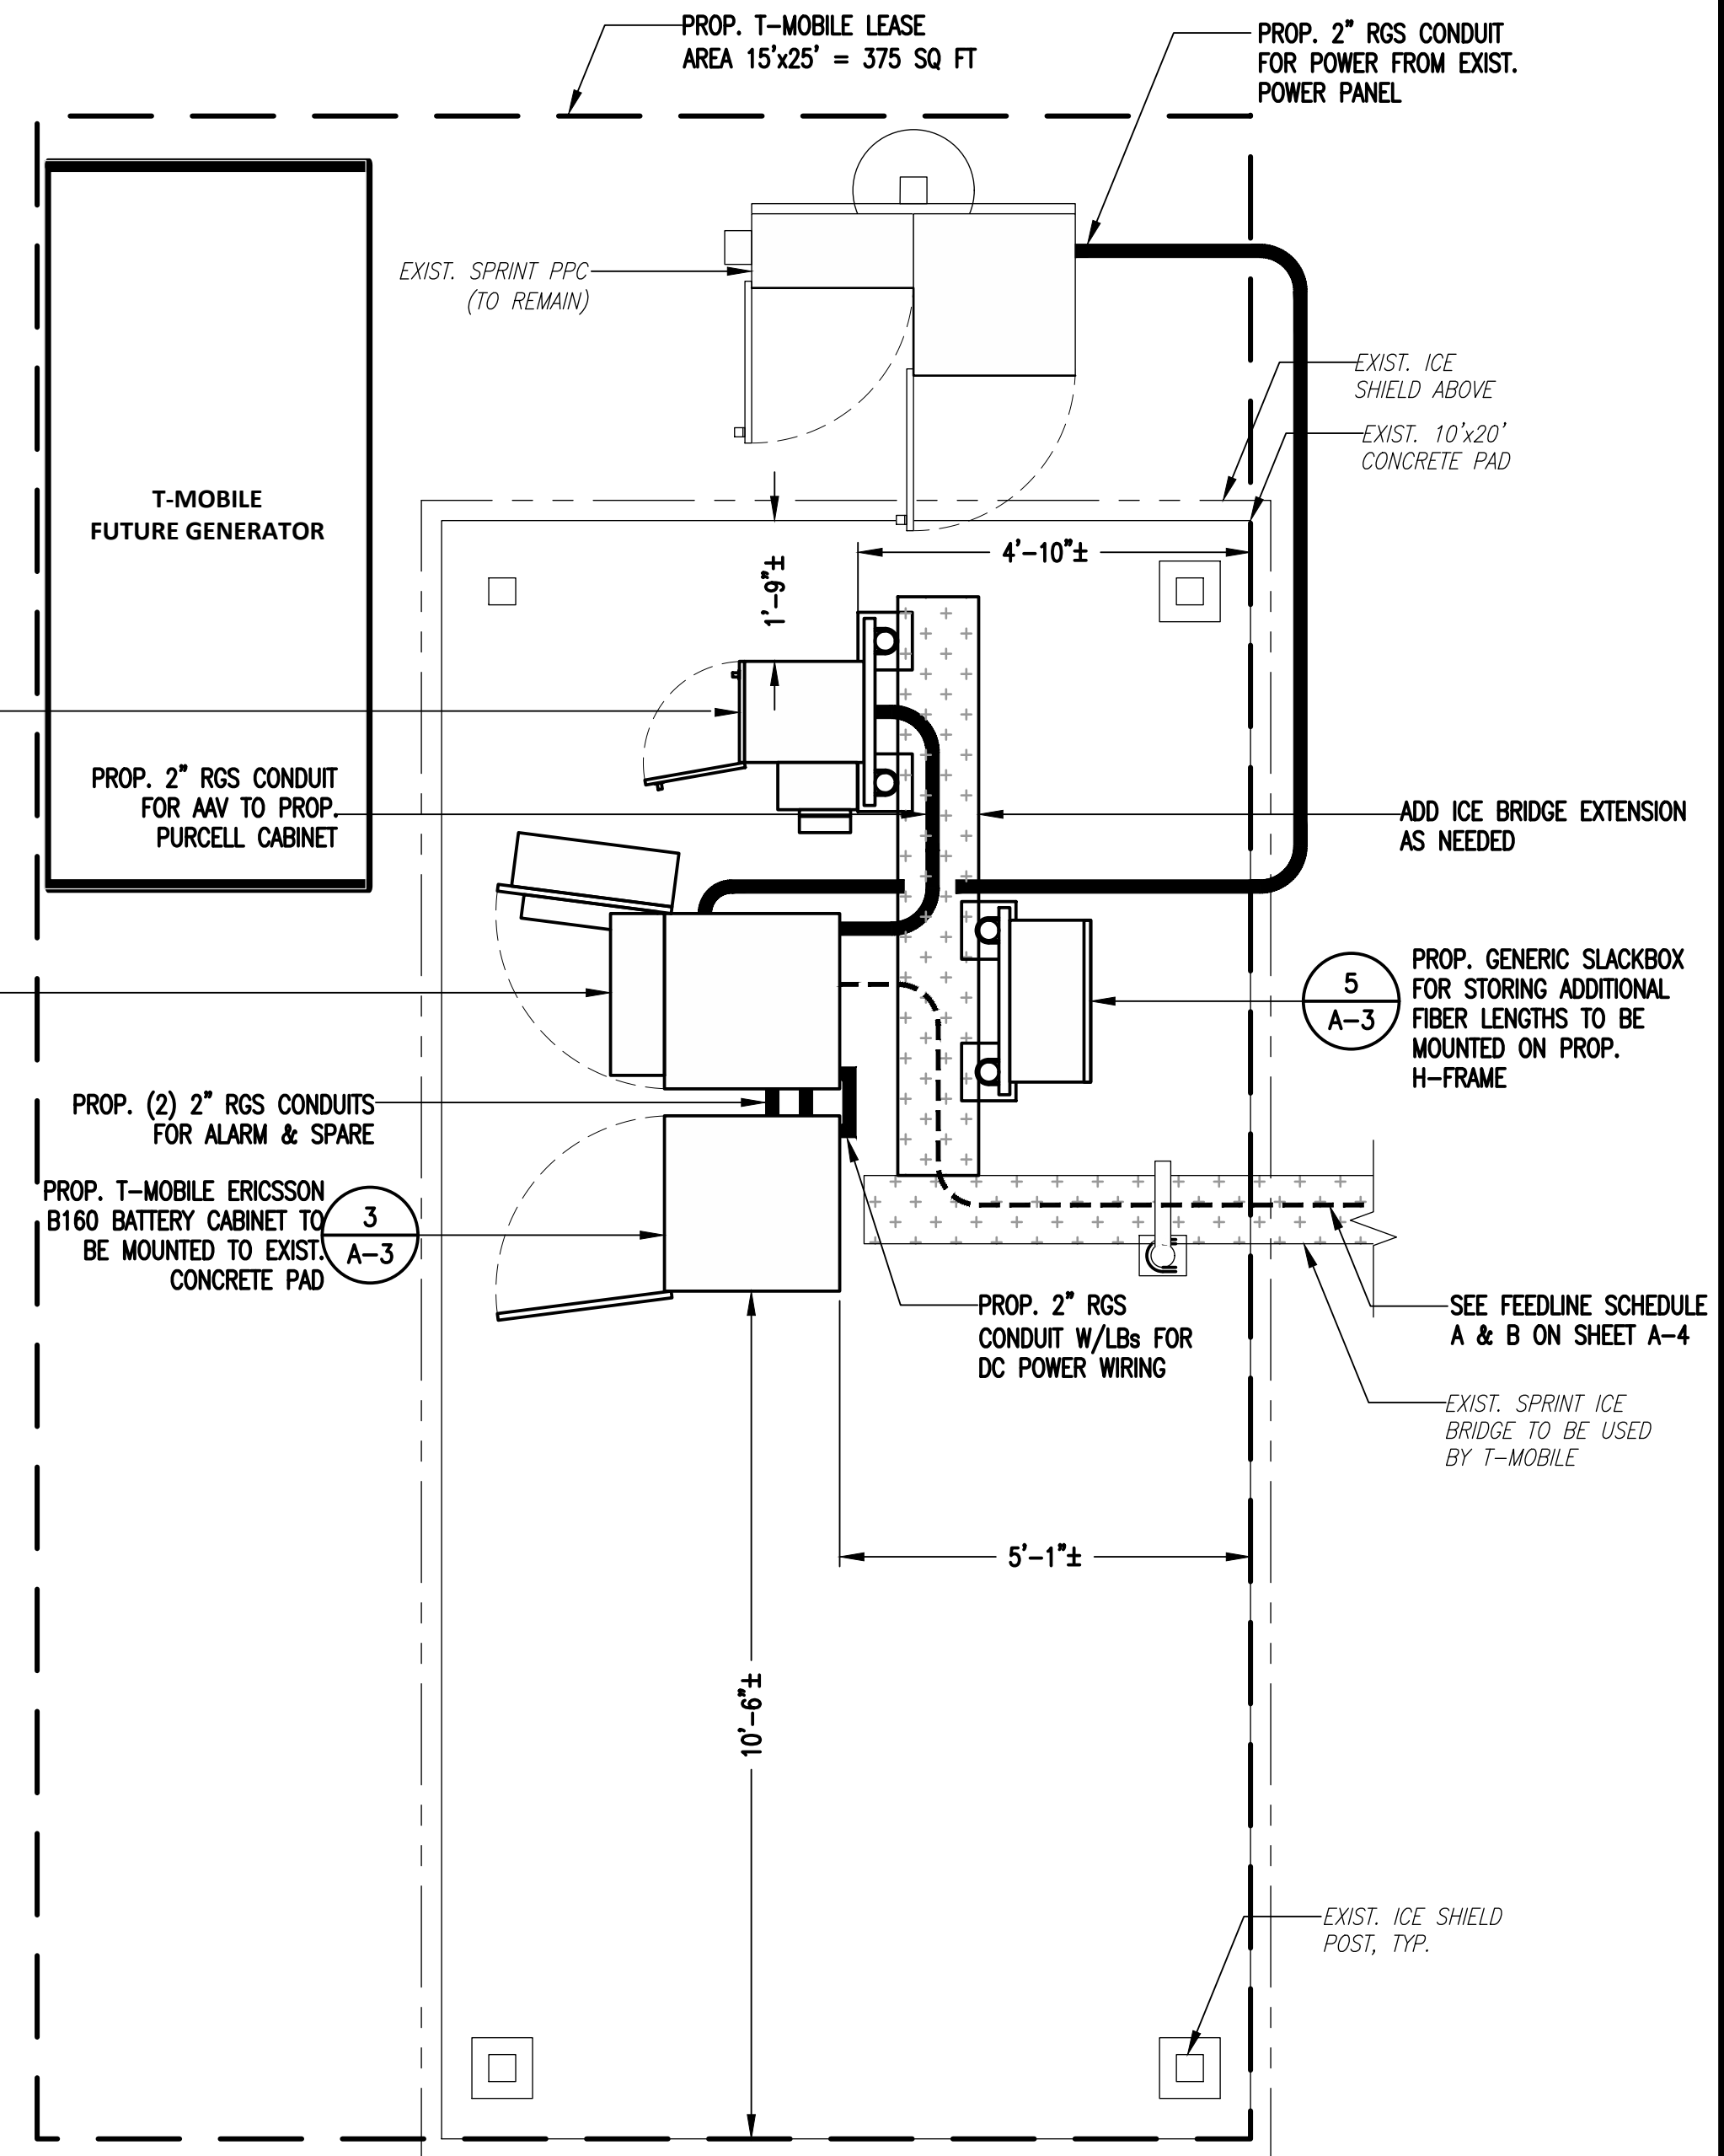 PROP. T-MOBILE LEASE
AREA 15'x25' = 375 SQ FT
PROP. 2" RGS CONDUIT
FOR POWER FROM EXIST.
POWER PANEL
EXIST. SPRINT PPC
(TO REMAIN)
EXIST. ICE
SHIELD ABOVE
EXIST. 10'x20'
CONCRETE PAD
T-MOBILE
FUTURE GENERATOR
4'-10"±
1'-9"±
PROP. 2" RGS CONDUIT
FOR AAV TO PROP.
PURCELL CABINET
ADD ICE BRIDGE EXTENSION
AS NEEDED
5
A-3
PROP. GENERIC SLACKBOX
FOR STORING ADDITIONAL
FIBER LENGTHS TO BE
MOUNTED ON PROP.
H-FRAME
PROP. (2) 2" RGS CONDUITS
FOR ALARM & SPARE
PROP. T-MOBILE ERICSSON
B160 BATTERY CABINET TO
BE MOUNTED TO EXIST.
CONCRETE PAD
3
A-3
PROP. 2" RGS
CONDUIT W/LBs FOR
DC POWER WIRING
SEE FEEDLINE SCHEDULE
A & B ON SHEET A-4
EXIST. SPRINT ICE
BRIDGE TO BE USED
BY T-MOBILE
5'-1"±
10'-6"±
EXIST. ICE SHIELD
POST, TYP.